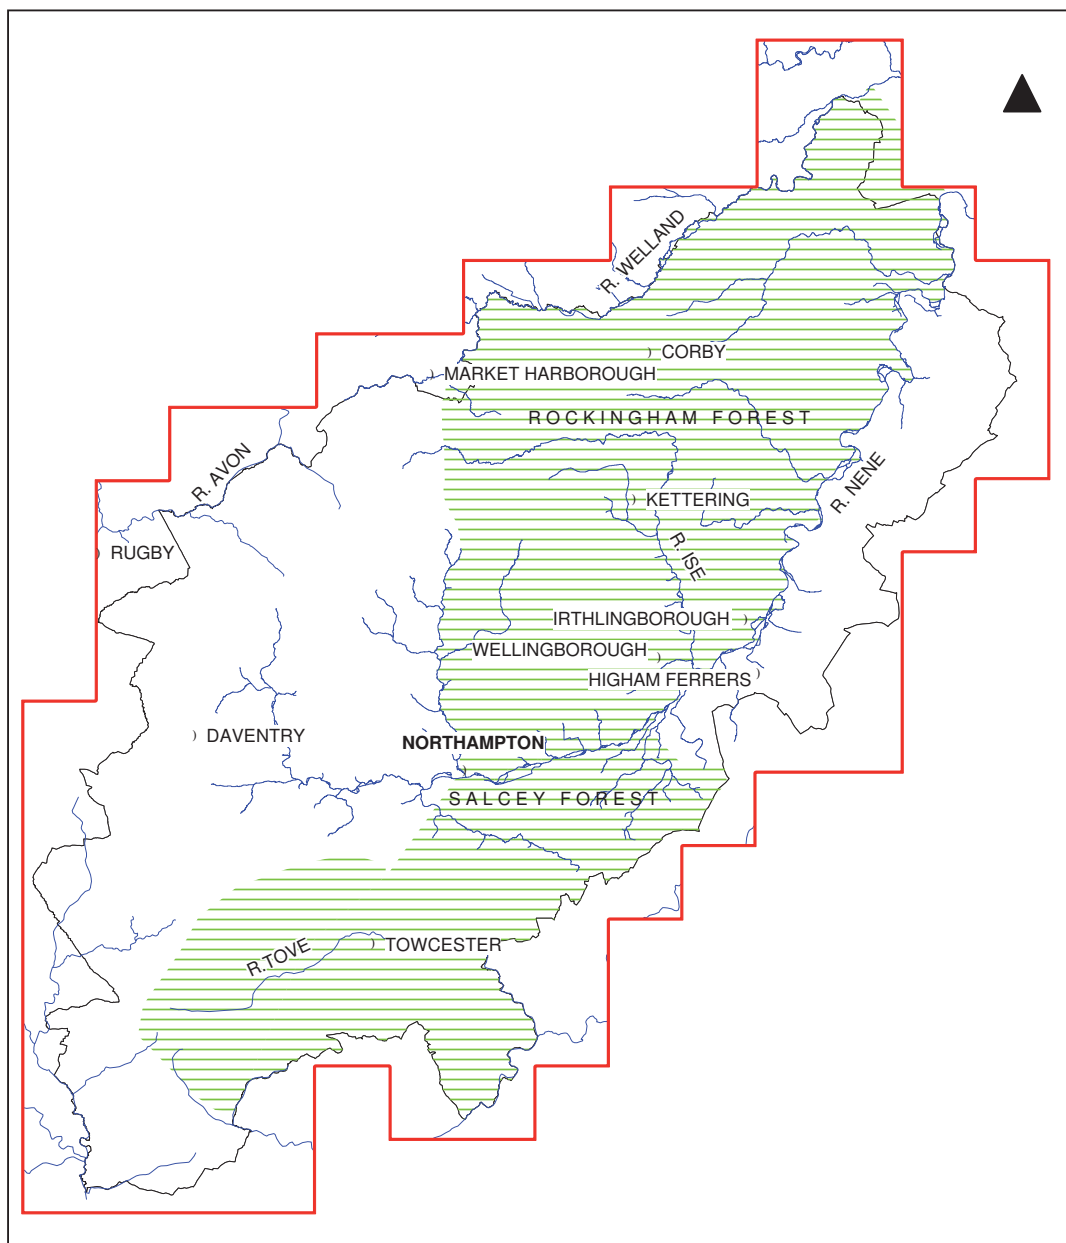 R. WELLAND
CORBY
MARKET HARBOROUGH
ROCKINGHAM FOREST
R. AVON
R. NENE
KETTERING
RUGBY
R. ISE
IRTHLINGBOROUGH
WELLINGBOROUGH
HIGHAM FERRERS
DAVENTRY
NORTHAMPTON
SALCEY FOREST
R.TOVE
TOWCESTER